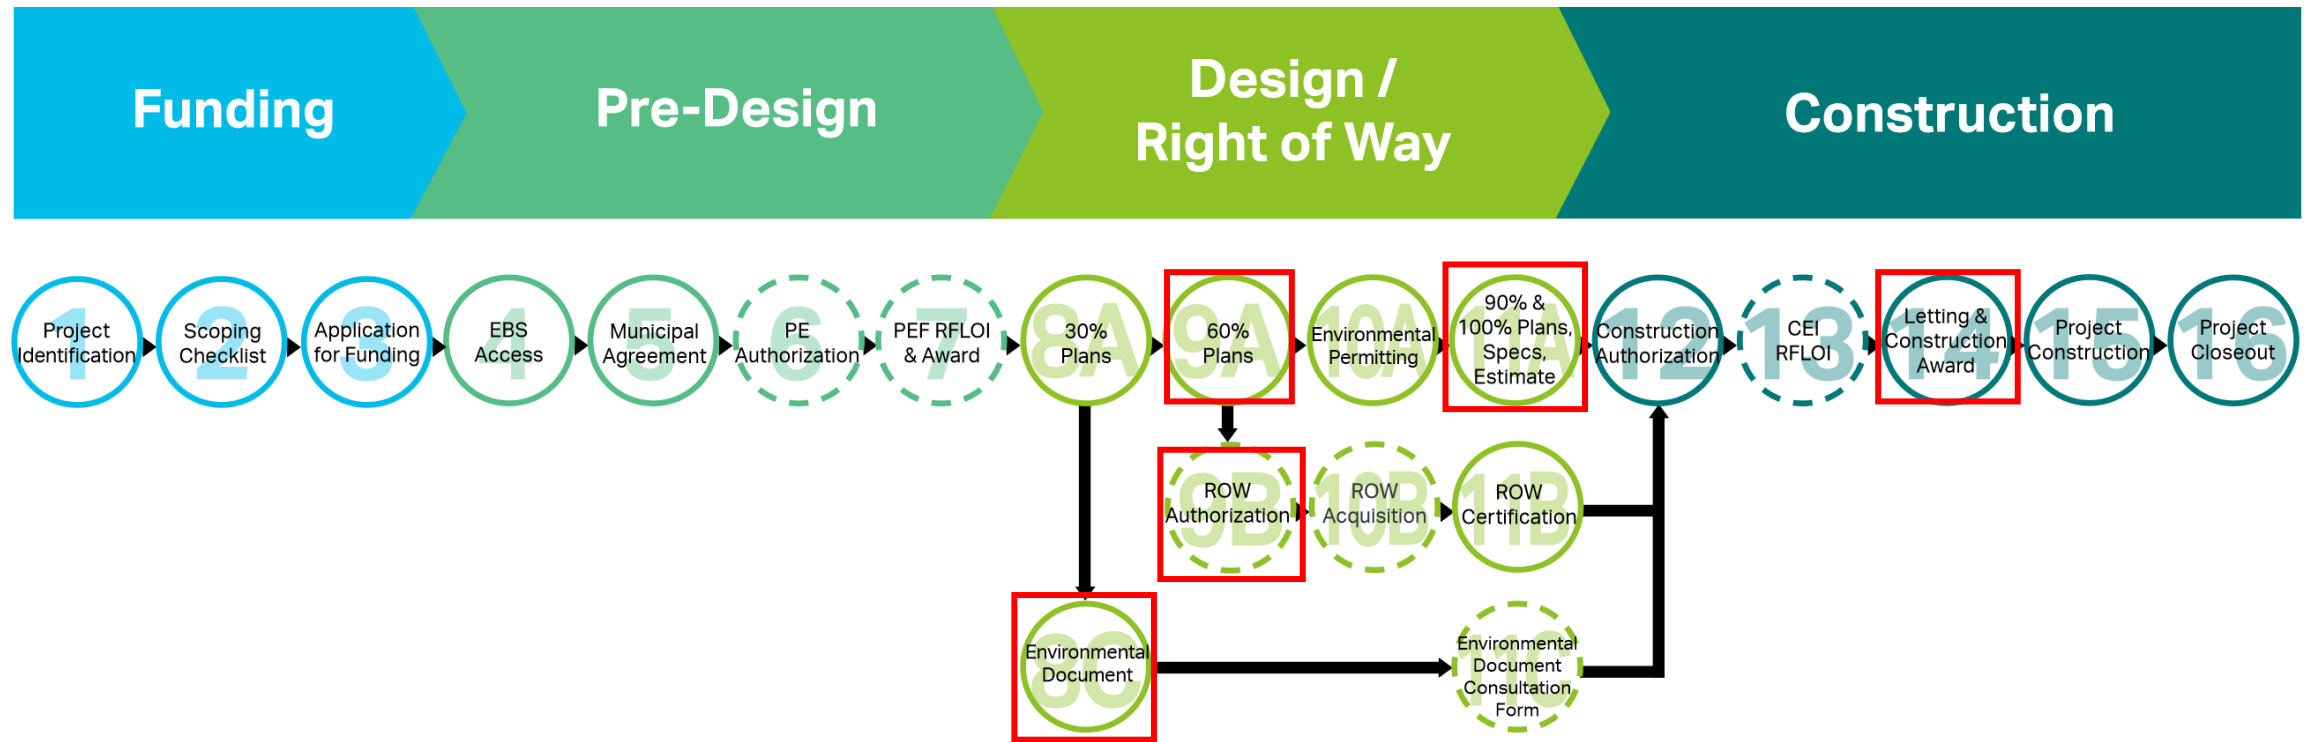 Funding
Pre-Design
Design /
Right of Way
Construction
1
Project
Identification
2
Scoping
Checklist
3
Application
for Funding
4
EBS
Access
5
Municipal
Agreement
6
PE
Authorization
7
PEF RFLOI
& Award
8A
30%
Plans
9A
60%
Plans
10A
Environmental
Permitting
11A
90% &
100% Plans,
Specs,
Estimate
12
Construction
Authorization
13
CEI
RFLOI
14
Letting &
Construction
Award
15
Project
Construction
16
Project
Closeout
9B
ROW
Authorization
10B
ROW
Acquisition
11B
ROW
Certification
8C
Environmental
Document
11C
Environmental
Document
Consultation
Form